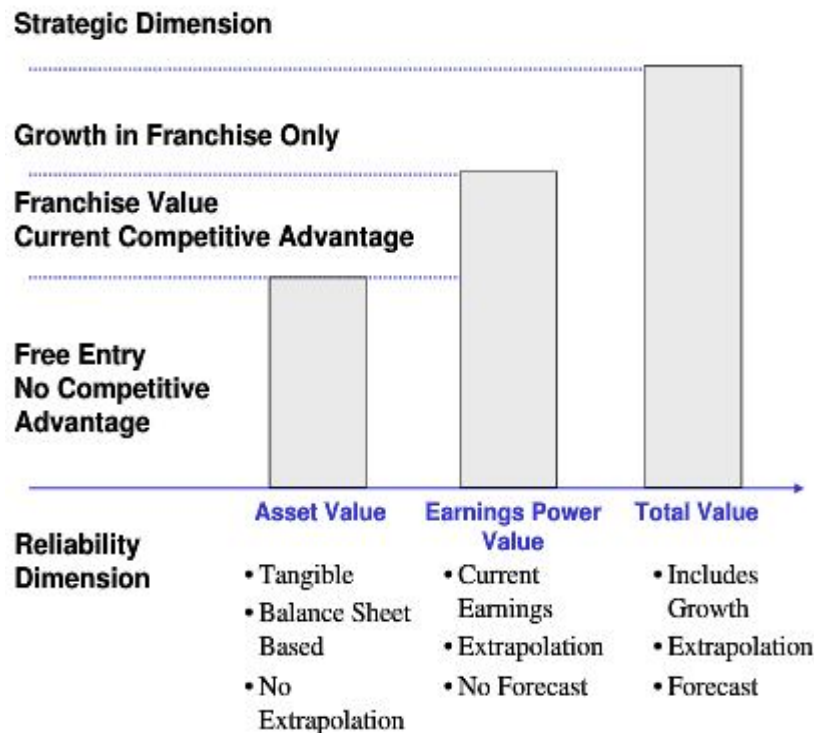 Strategic Dimension
Growth in Franchise Only
Franchise Value
Current Competitive Advantage
Free Entry
No Competitive
Advantage
Reliability
Dimension
Asset Value
• Tangible
• Balance Sheet
Based
• No
Extrapolation
Earnings Power
Value
• Current
Earnings
• Extrapolation
• No Forecast
Total Value
• Includes
Growth
• Extrapolation
• Forecast